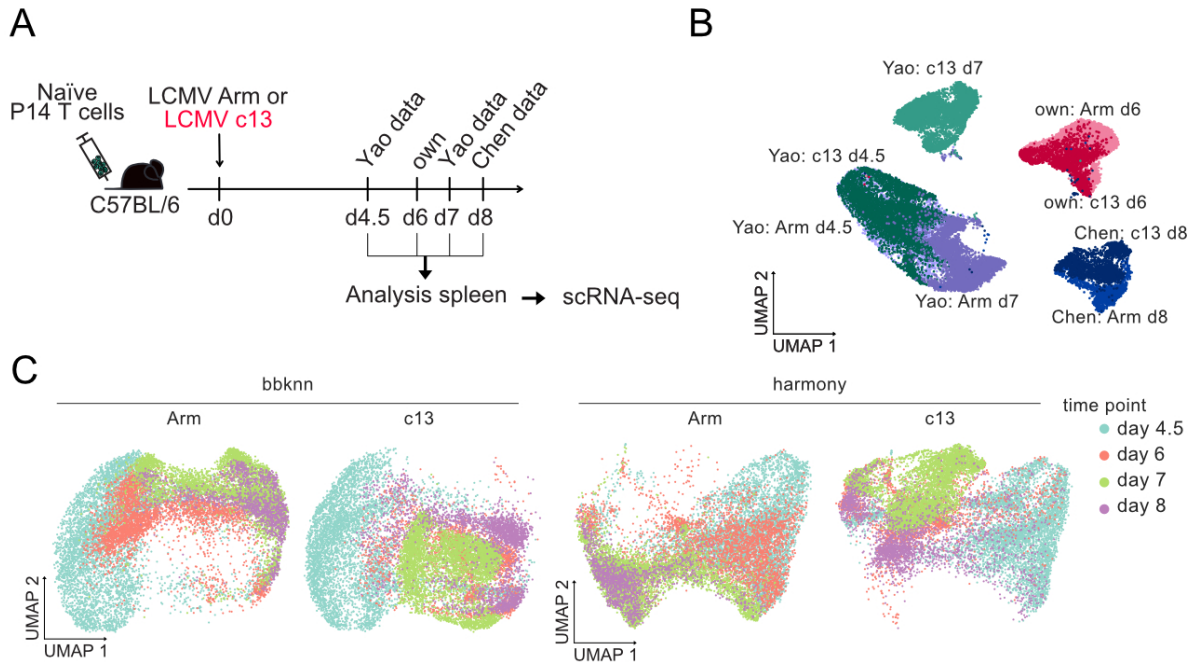 A
Naïve
P14 T cells
LCMV Arm or
LCMV c13
Yao data
own
Yao data
Chen data
C57BL/6
d0
d4.5
d6
d7
d8
Analysis spleen
scRNA-seq
B
Yao: c13 d7
own: Arm d6
Yao: c13 d4.5
own: c13 d6
Yao: Arm d4.5
Chen: c13 d8
Yao: Arm d7
Chen: Arm d8
UMAP 2
UMAP 1
C
bbknn
Arm
c13
harmony
Arm
c13
time point
day 4.5
day 6
day 7
day 8
UMAP 2
UMAP 1
UMAP 2
UMAP 1